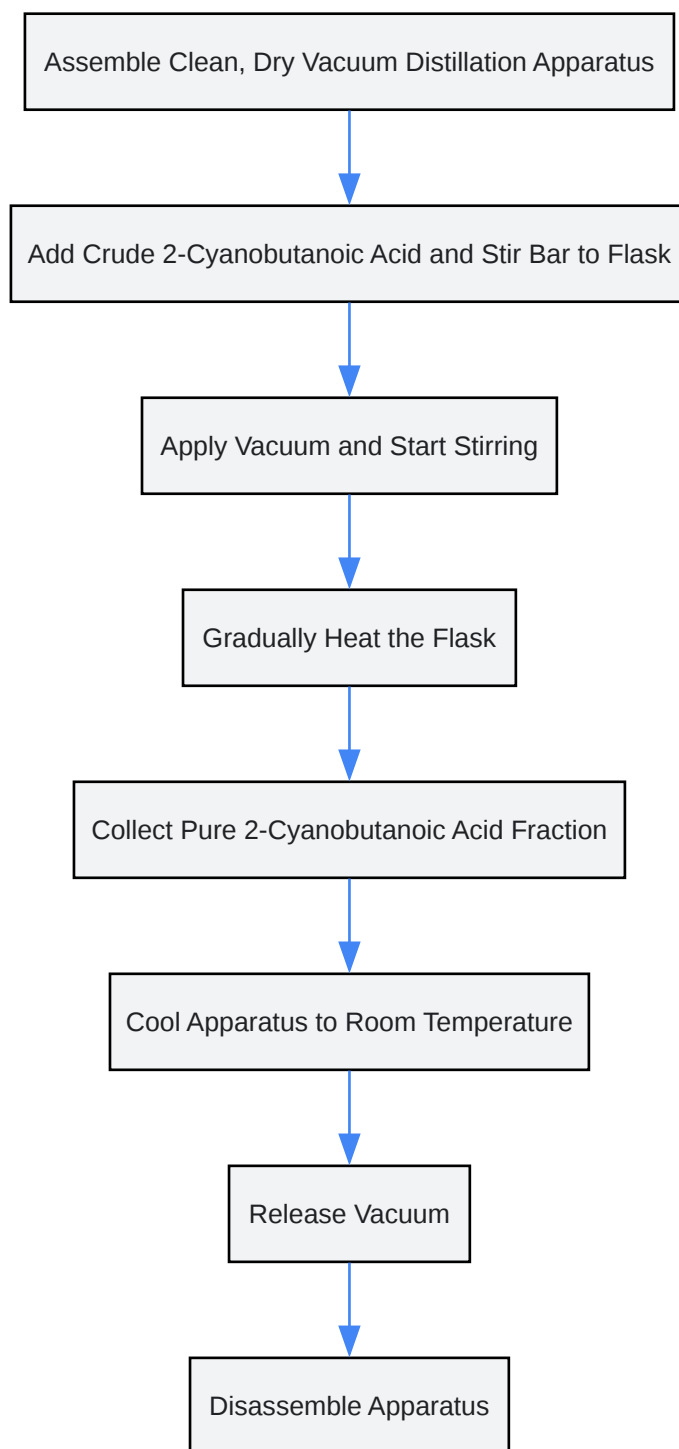 Assemble Clean, Dry Vacuum Distillation Apparatus
Add Crude 2-Cyanobutanoic Acid and Stir Bar to Flask
Apply Vacuum and Start Stirring
Gradually Heat the Flask
Collect Pure 2-Cyanobutanoic Acid Fraction
Cool Apparatus to Room Temperature
Release Vacuum
Disassemble Apparatus